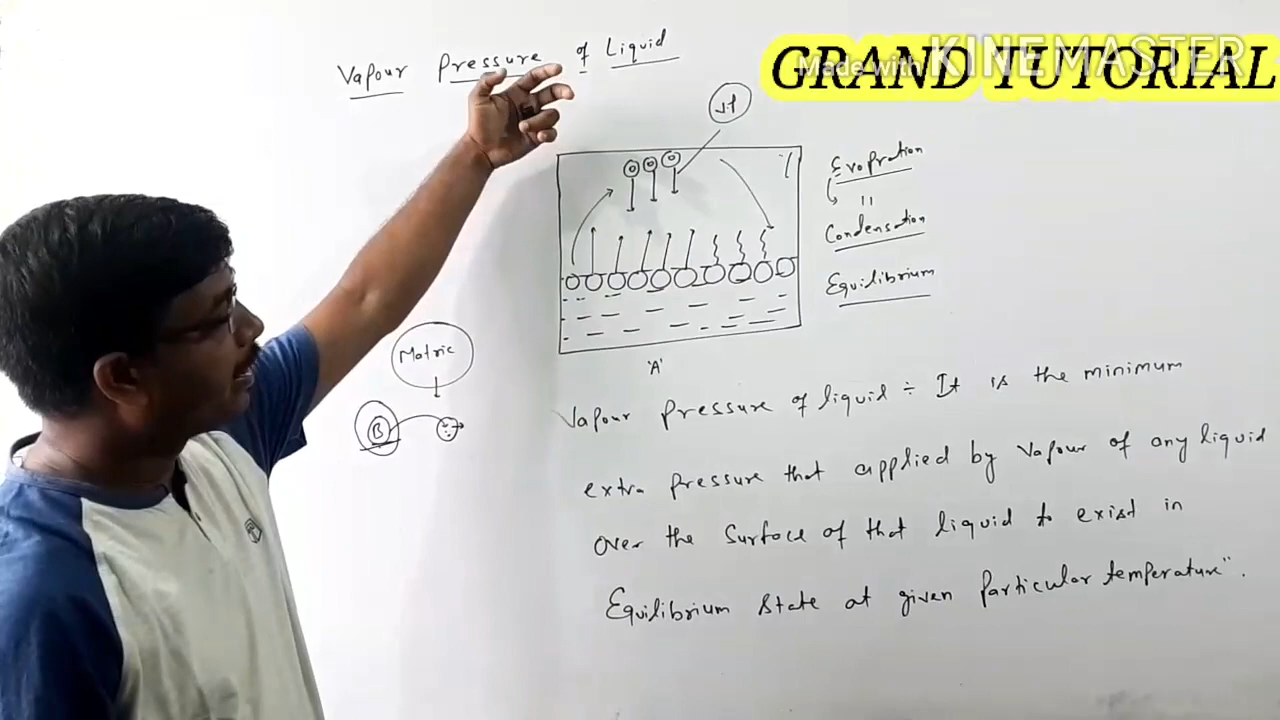 Vapour Pressure of Liquid
GRAND TUTORIAL
Made with KINEMASTER
Evopration
=
Condensation
Equilibrium
Matric
B
'A'
Vapour Pressure of liquid ÷ It is the minimum
extra pressure that applied by vapour of any liquid
over the surface of that liquid to exist in
Equilibrium state at given particular temperature".